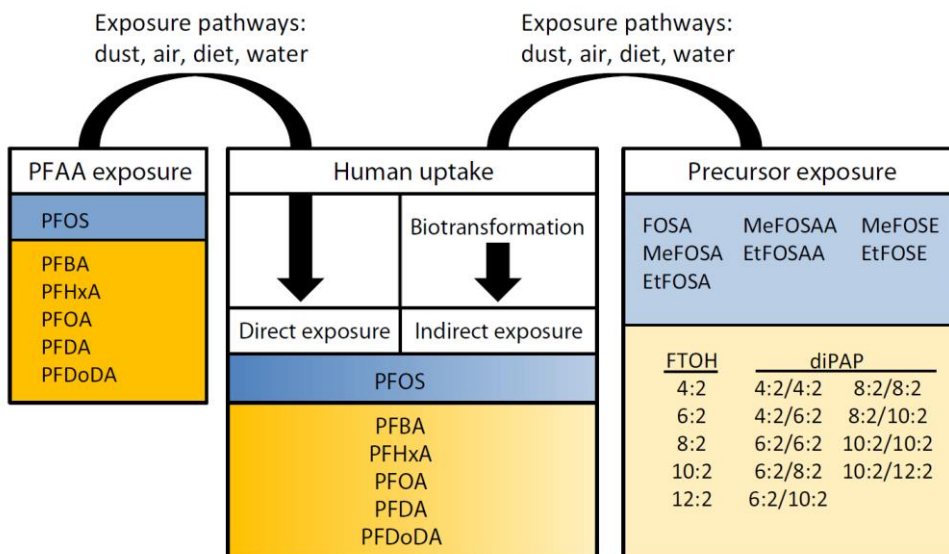 Exposure pathways:
dust, air, diet, water
Exposure pathways:
dust, air, diet, water
PFAA exposure
PFOS
PFBA
PFHxA
PFOA
PFDA
PFDoDA
Human uptake
Biotransformation
Direct exposure
Indirect exposure
PFOS
PFBA
PFHxA
PFOA
PFDA
PFDoDA
Precursor exposure
FOSA MeFOSAA MeFOSE
MeFOSA EtFOSAA EtFOSE
EtFOSA
FTOH diPAP
4:2 4:2/4:2 8:2/8:2
6:2 4:2/6:2 8:2/10:2
8:2 6:2/6:2 10:2/10:2
10:2 6:2/8:2 10:2/12:2
12:2 6:2/10:2